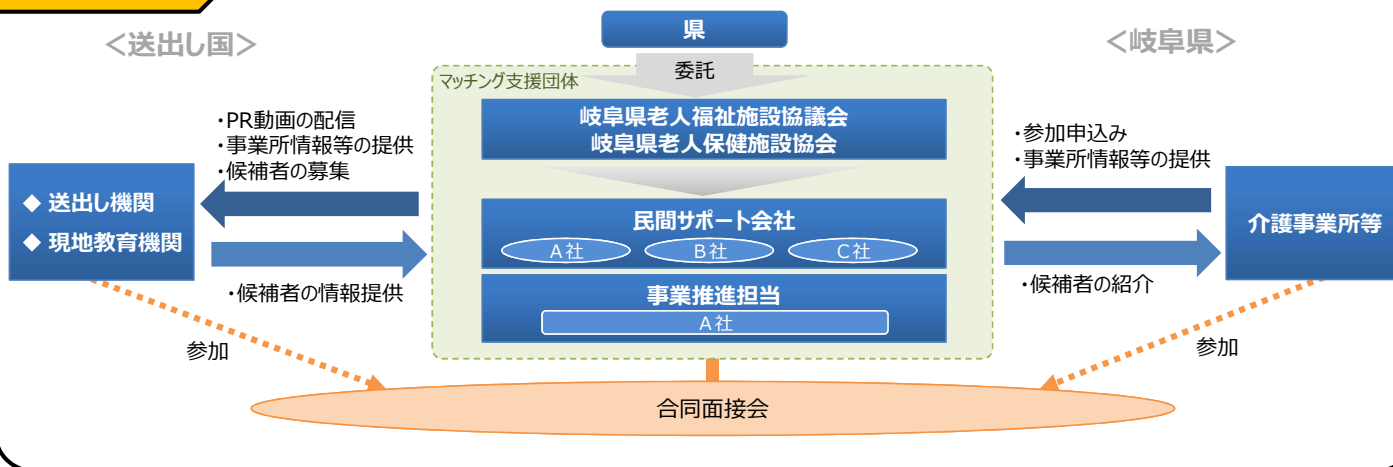 ＜送出し国＞
県
＜岐阜県＞
委託
マッチング支援団体
岐阜県老人福祉施設協議会
岐阜県老人保健施設協会
・PR動画の配信
・事業所情報等の提供
・候補者の募集
・参加申込み
・事業所情報等の提供
◆ 送出し機関
◆ 現地教育機関
民間サポート会社
A社
B社
C社
介護事業所等
・候補者の情報提供
・候補者の紹介
事業推進担当
A社
参加
参加
合同面接会